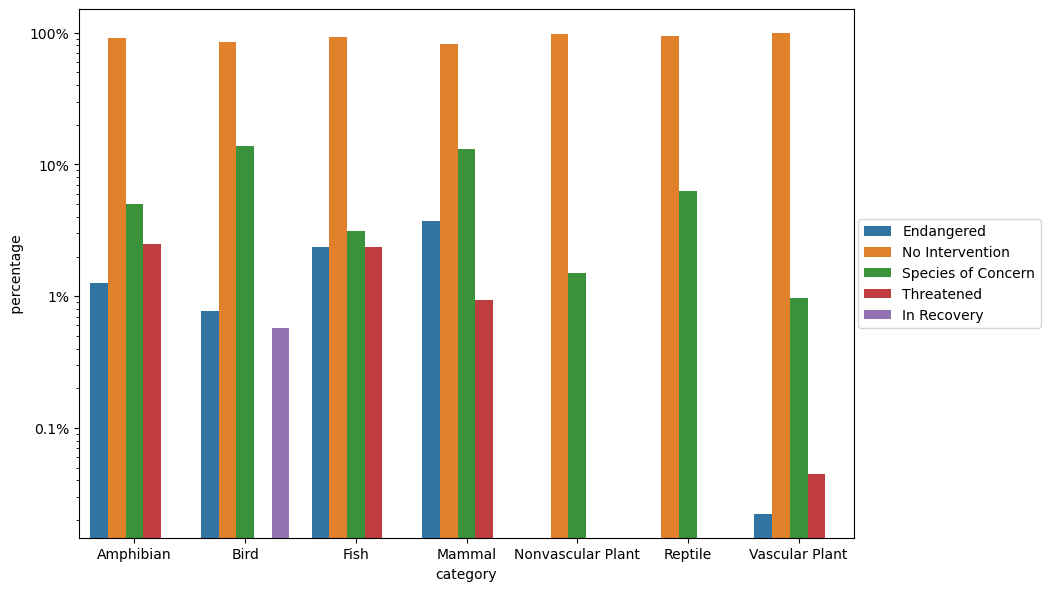 100%
10%
1%
0.1%
percentage
Amphibian
Bird
Fish
Mammal
Nonvascular Plant
Reptile
Vascular Plant
category
Endangered
No Intervention
Species of Concern
Threatened
In Recovery